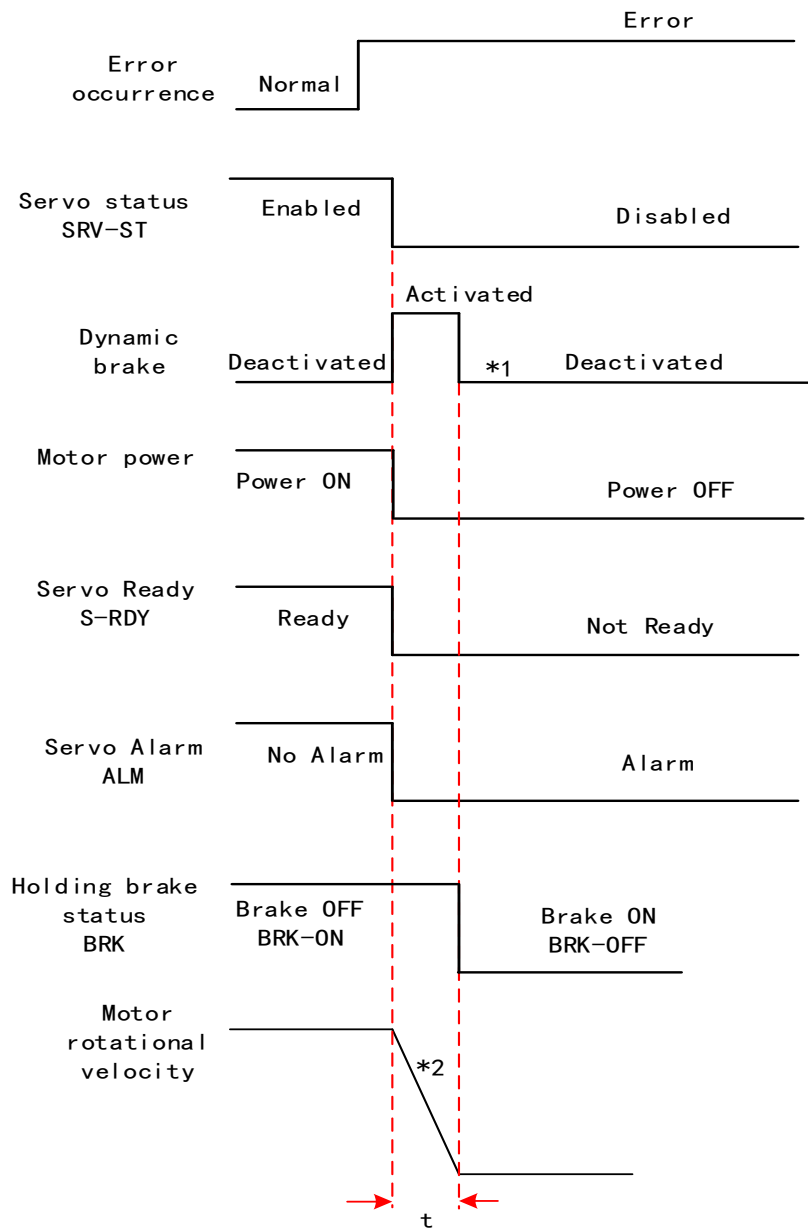 Error
Error
occurrence
Normal
Servo status
SRV-ST
Enabled
Disabled
Activated
Dynamic
brake
Deactivated
*1
Deactivated
Motor power
Power ON
Power OFF
Servo Ready
S-RDY
Ready
Not Ready
Servo Alarm
ALM
No Alarm
Alarm
Holding brake
status
BRK
Brake OFF
BRK-ON
Brake ON
BRK-OFF
Motor
rotational
velocity
*2
t